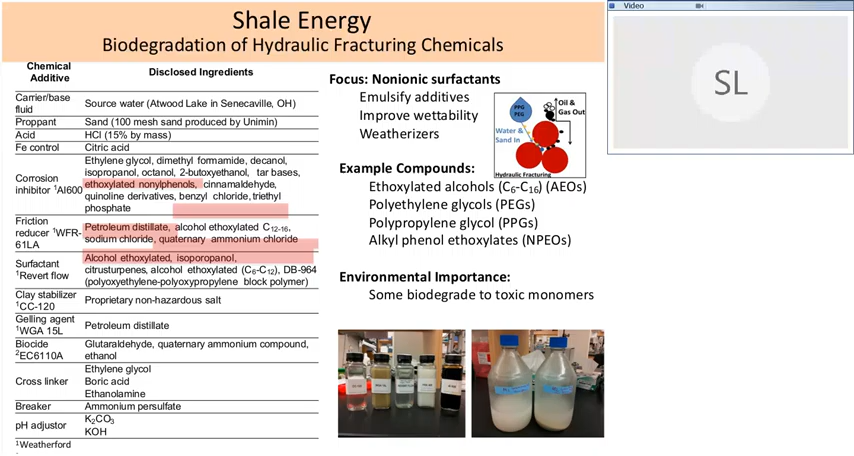 Shale Energy
Biodegradation of Hydraulic Fracturing Chemicals
Chemical
Additive
Disclosed Ingredients
Carrier/base
fluid
Source water (Atwood Lake in Senecaville, OH)
Proppant
Sand (100 mesh sand produced by Unimin)
Acid
HCl (15% by mass)
Fe control
Citric acid
Corrosion
inhibitor ¹AI600
Ethylene glycol, dimethyl formamide, decanol,
isopropanol, octanol, 2-butoxyethanol, tar bases,
ethoxylated nonylphenols, cinnamaldehyde,
quinoline derivatives, benzyl chloride, triethyl
phosphate
Friction
reducer ¹WFR-
61LA
Petroleum distillate, alcohol ethoxylated C₁₂₋₁₆,
sodium chloride, quaternary ammonium chloride
Surfactant
¹Revert flow
Alcohol ethoxylated, isoporopanol,
citrusturpenes, alcohol ethoxylated (C₆-C₁₂), DB-964
(polyoxyethylene-polyoxypropylene block polymer)
Clay stabilizer
¹CC-120
Proprietary non-hazardous salt
Gelling agent
¹WGA 15L
Petroleum distillate
Biocide
²EC6110A
Glutaraldehyde, quaternary ammonium compound,
ethanol
Cross linker
Ethylene glycol
Boric acid
Ethanolamine
Breaker
Ammonium persulfate
pH adjustor
K₂CO₃
KOH
¹Weatherford
Focus: Nonionic surfactants
Emulsify additives
Improve wettability
Weatherizers
PPG
PEG
Oil &
Gas Out
Water &
Sand In
Hydraulic Fracturing
Example Compounds:
Ethoxylated alcohols (C₆-C₁₆) (AEOs)
Polyethylene glycols (PEGs)
Polypropylene glycol (PPGs)
Alkyl phenol ethoxylates (NPEOs)
Environmental Importance:
Some biodegrade to toxic monomers
Video
SL